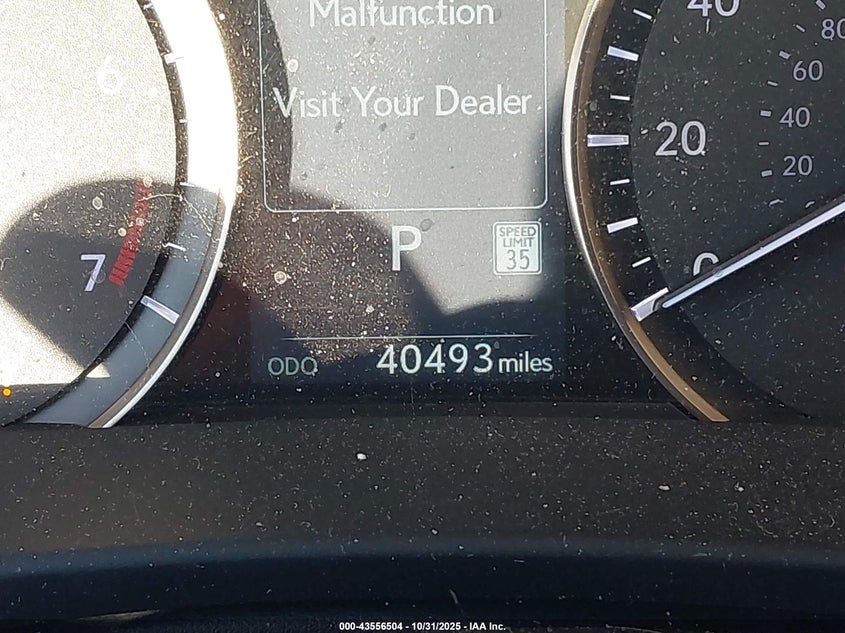 Malfunction
Visit Your Dealer
6
7
P
SPEED
LIMIT
35
ODO 40493 miles
40
20
0
80
60
40
20
000-43556504 - 10/31/2025 - IAA Inc.